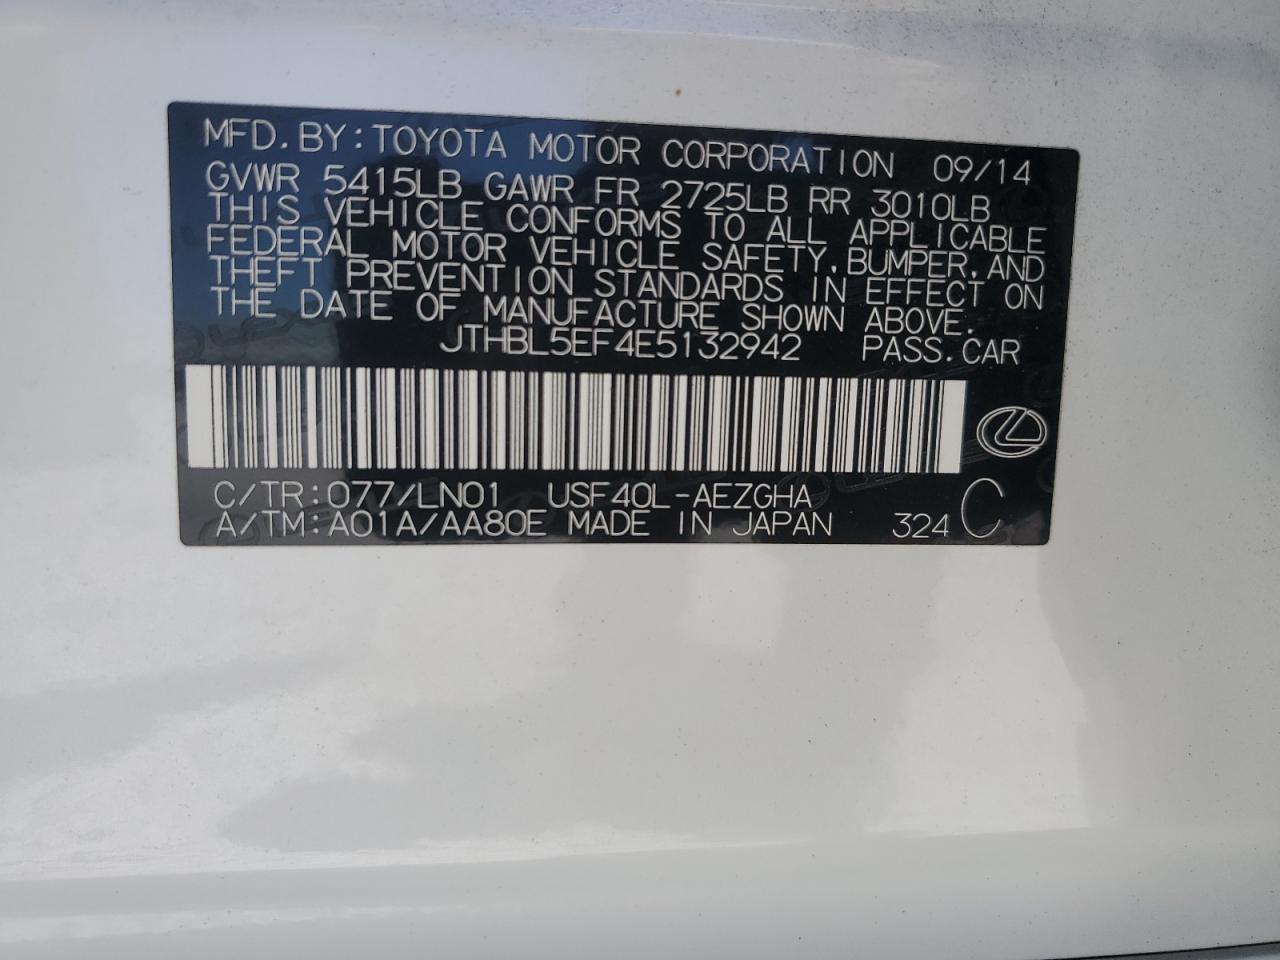 MFD.BY:TOYOTA MOTOR CORPORATION 09/14
GVWR 5415LB GAWR FR 2725LB RR 3010LB
THIS VEHICLE CONFORMS TO ALL APPLICABLE
FEDERAL MOTOR VEHICLE SAFETY,BUMPER,AND
THEFT PREVENTION STANDARDS IN EFFECT ON
THE DATE OF MANUFACTURE SHOWN ABOVE.
JTHBL5EF4E5132942 PASS.CAR
C/TR:077/LN01 USF40L-AEZGHA
A/TM:A01A/AA80E MADE IN JAPAN 324 C